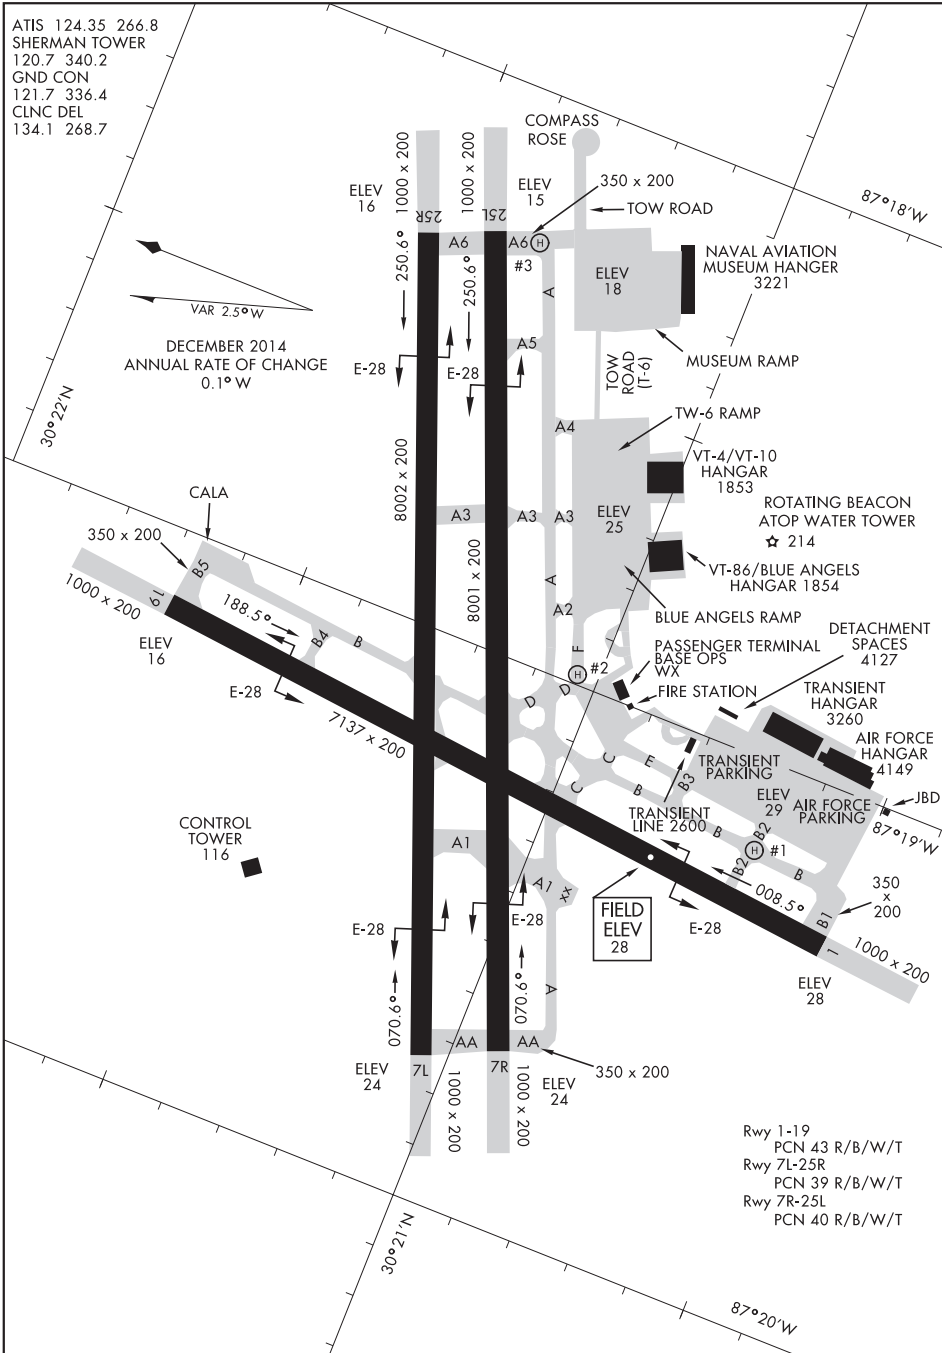 ATIS 124.35 266.8
SHERMAN TOWER
120.7 340.2
GND CON
121.7 336.4
CLNC DEL
134.1 268.7
COMPASS
ROSE
87°18'W
1000 x 200
1000 x 200
ELEV
16
ELEV
15
350 x 200
TOW ROAD
25R
25L
A6
A6
H
#3
NAVAL AVIATION
MUSEUM HANGER
3221
ELEV
18
250.6°
250.6°
A
VAR 2.5°W
DECEMBER 2014
ANNUAL RATE OF CHANGE
0.1° W
A5
E-28
E-28
TOW
ROAD
(T-6)
MUSEUM RAMP
30°22'N
TW-6 RAMP
A4
VT-4/VT-10
HANGAR
1853
8002 x 200
CALA
ROTATING BEACON
ATOP WATER TOWER
214
A3
A3
A3
ELEV
25
350 x 200
B5
VT-86/BLUE ANGELS
HANGAR 1854
8001 x 200
A
1000 x 200
19
188.5°
A2
BLUE ANGELS RAMP
B4
B
ELEV
16
F
H
#2
PASSENGER TERMINAL
BASE OPS
WX
DETACHMENT
SPACES
4127
E-28
D
D
FIRE STATION
TRANSIENT
HANGAR
3260
7137 x 200
AIR FORCE
HANGAR
4149
C
E
TRANSIENT
PARKING
B3
B
C
ELEV
29
JBD
AIR FORCE
PARKING
TRANSIENT
LINE 2600
87°19'W
CONTROL
TOWER
116
A1
B
B2
H
#1
B2
B
A1
xx
008.5°
350
x
200
FIELD
ELEV
28
B1
E-28
E-28
E-28
1
1000 x 200
ELEV
28
070.6°
070.6°
A
AA
AA
350 x 200
7L
7R
ELEV
24
ELEV
24
1000 x 200
1000 x 200
Rwy 1-19
PCN 43 R/B/W/T
Rwy 7L-25R
PCN 39 R/B/W/T
Rwy 7R-25L
PCN 40 R/B/W/T
30°21'N
87°20'W